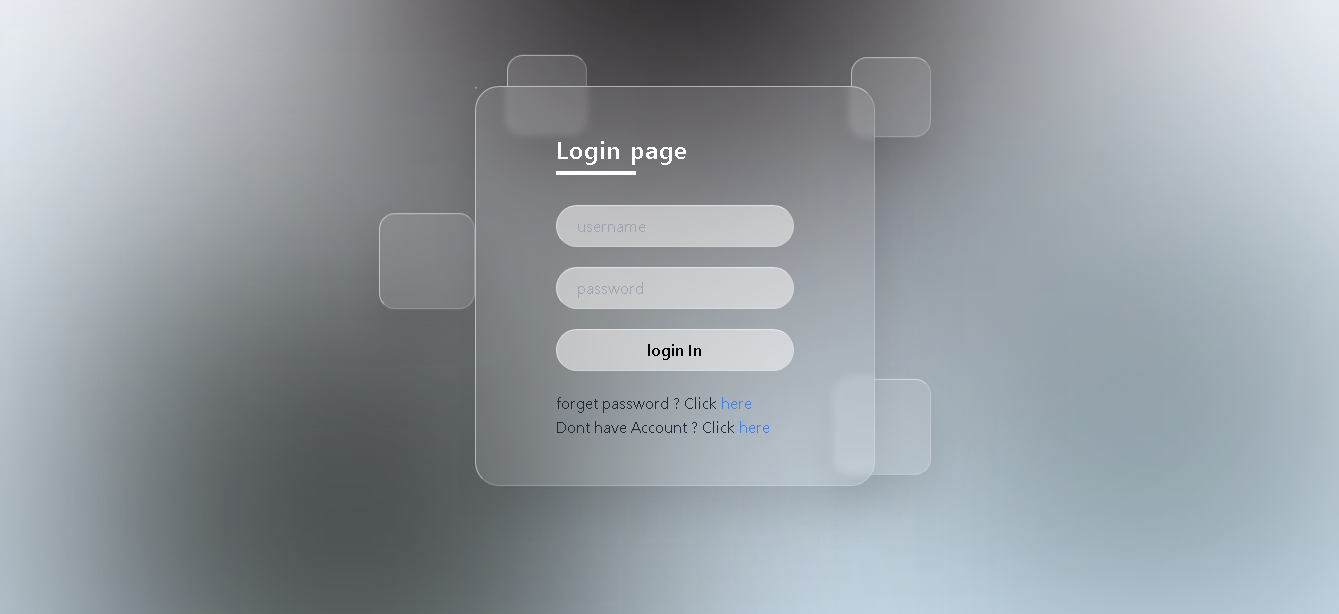 Login page
username
password
login In
forget password ? Click here
Dont have Account ? Click here